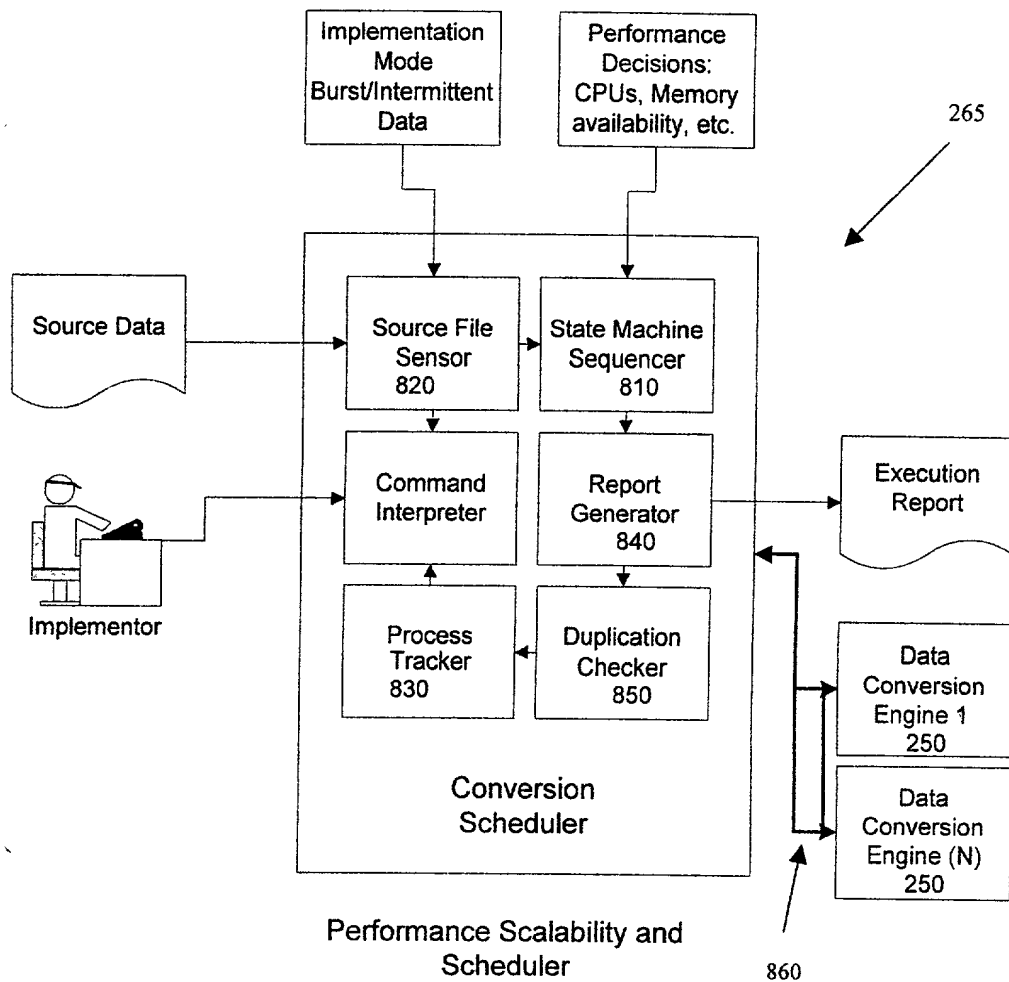 Implementation
Mode
Burst/Intermittent
Data
Performance
Decisions:
CPUs, Memory
availability, etc.
265
Source Data
Source File
Sensor
820
State Machine
Sequencer
810
Command
Interpreter
Report
Generator
840
Execution
Report
Implementor
Process
Tracker
830
Duplication
Checker
850
Data
Conversion
Engine 1
250
Conversion
Scheduler
Data
Conversion
Engine (N)
250
Performance Scalability and
Scheduler
860